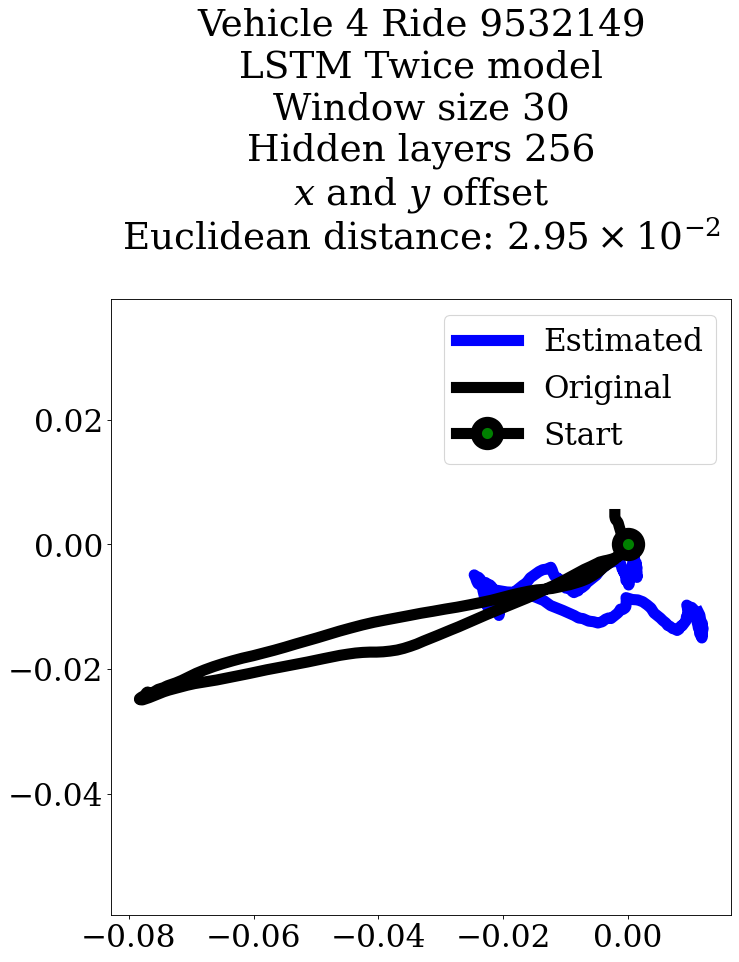 Vehicle 4 Ride 9532149
LSTM Twice model
Window size 30
Hidden layers 256
x and y offset
Euclidean distance: 2.95 × 10⁻²
Estimated
Original
Start
0.02
0.00
−0.02
−0.04
−0.08 −0.06 −0.04 −0.02 0.00